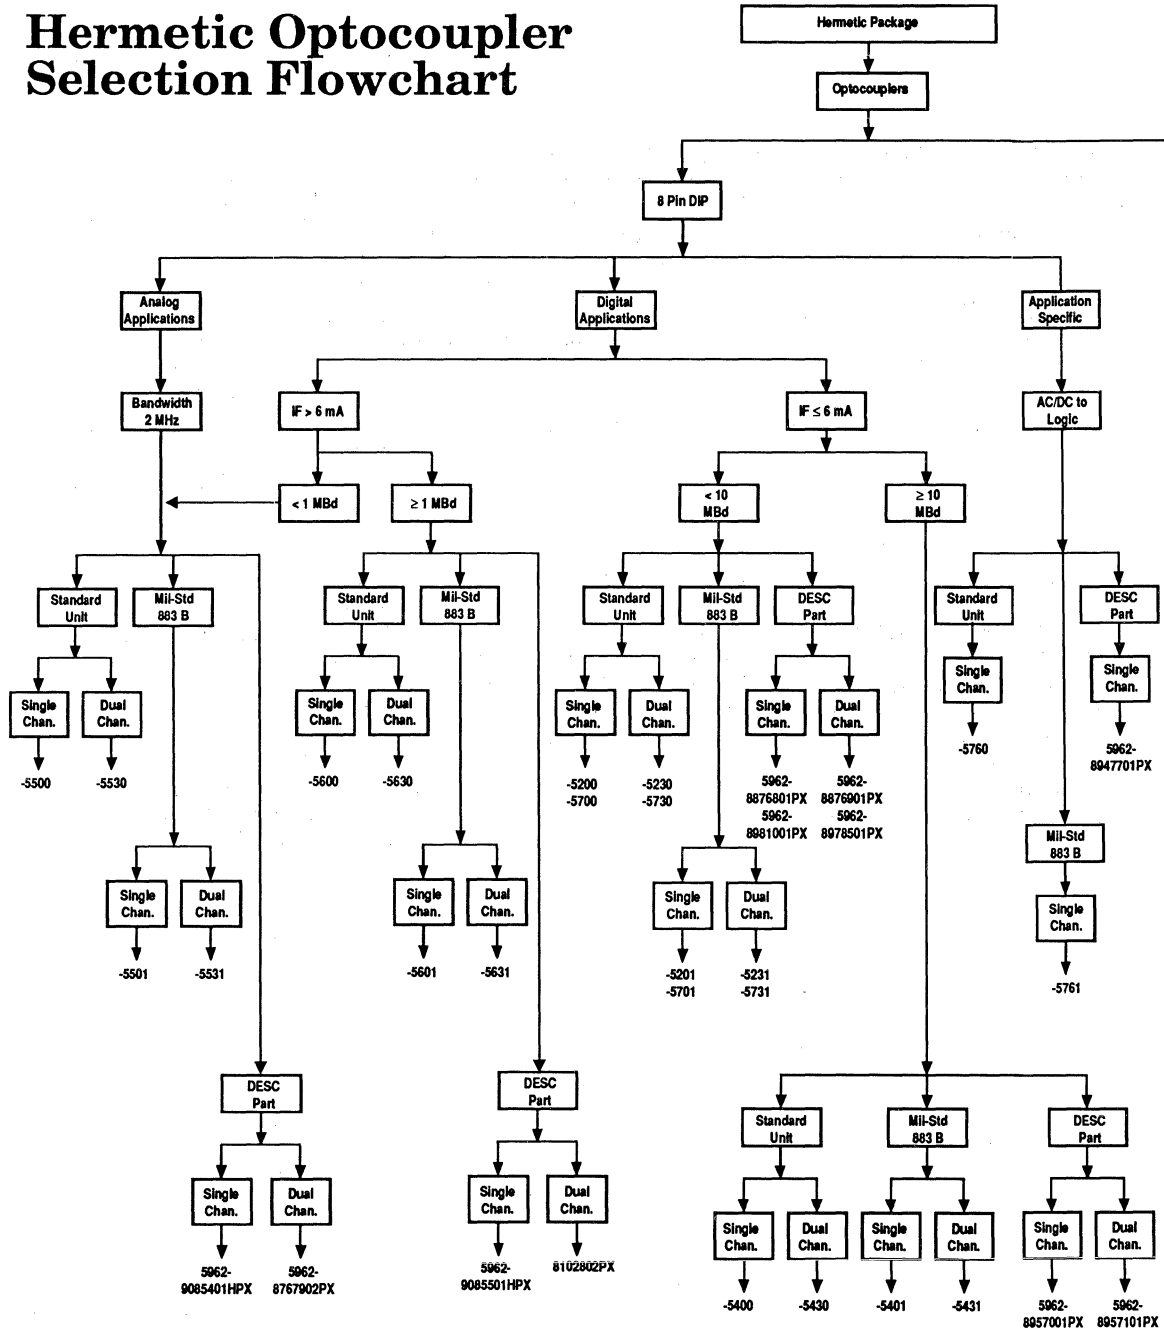 Hermetic Optocoupler
Selection Flowchart
Hermetic Package
Optocouplers
8 Pin DIP
Analog
Applications
Digital
Applications
Application
Specific
Bandwidth
2 MHz
IF > 6 mA
IF ≤ 6 mA
AC/DC to
Logic
< 1 MBd
≥ 1 MBd
< 10
MBd
≥ 10
MBd
Standard
Unit
Mil-Std
883 B
Standard
Unit
Mil-Std
883 B
Standard
Unit
Mil-Std
883 B
DESC
Part
Standard
Unit
DESC
Part
Single
Chan.
Dual
Chan.
Single
Chan.
Dual
Chan.
Single
Chan.
Dual
Chan.
Single
Chan.
Dual
Chan.
Single
Chan.
Single
Chan.
-5500
-5530
-5600
-5630
-5200
-5700
-5230
-5730
5962-
8876801PX
5962-
8981001PX
5962-
8876901PX
5962-
8978501PX
-5760
5962-
8947701PX
Mil-Std
883 B
Single
Chan.
Dual
Chan.
Single
Chan.
Dual
Chan.
Single
Chan.
Dual
Chan.
Single
Chan.
-5501
-5531
-5601
-5631
-5201
-5701
-5231
-5731
-5761
DESC
Part
DESC
Part
Standard
Unit
Mil-Std
883 B
DESC
Part
Single
Chan.
Dual
Chan.
Single
Chan.
Dual
Chan.
Single
Chan.
Dual
Chan.
Single
Chan.
Dual
Chan.
Single
Chan.
Dual
Chan.
5962-
9085401HPX
5962-
8767902PX
5962-
9085501HPX
8102802PX
-5400
-5430
-5401
-5431
5962-
8957001PX
5962-
8957101PX